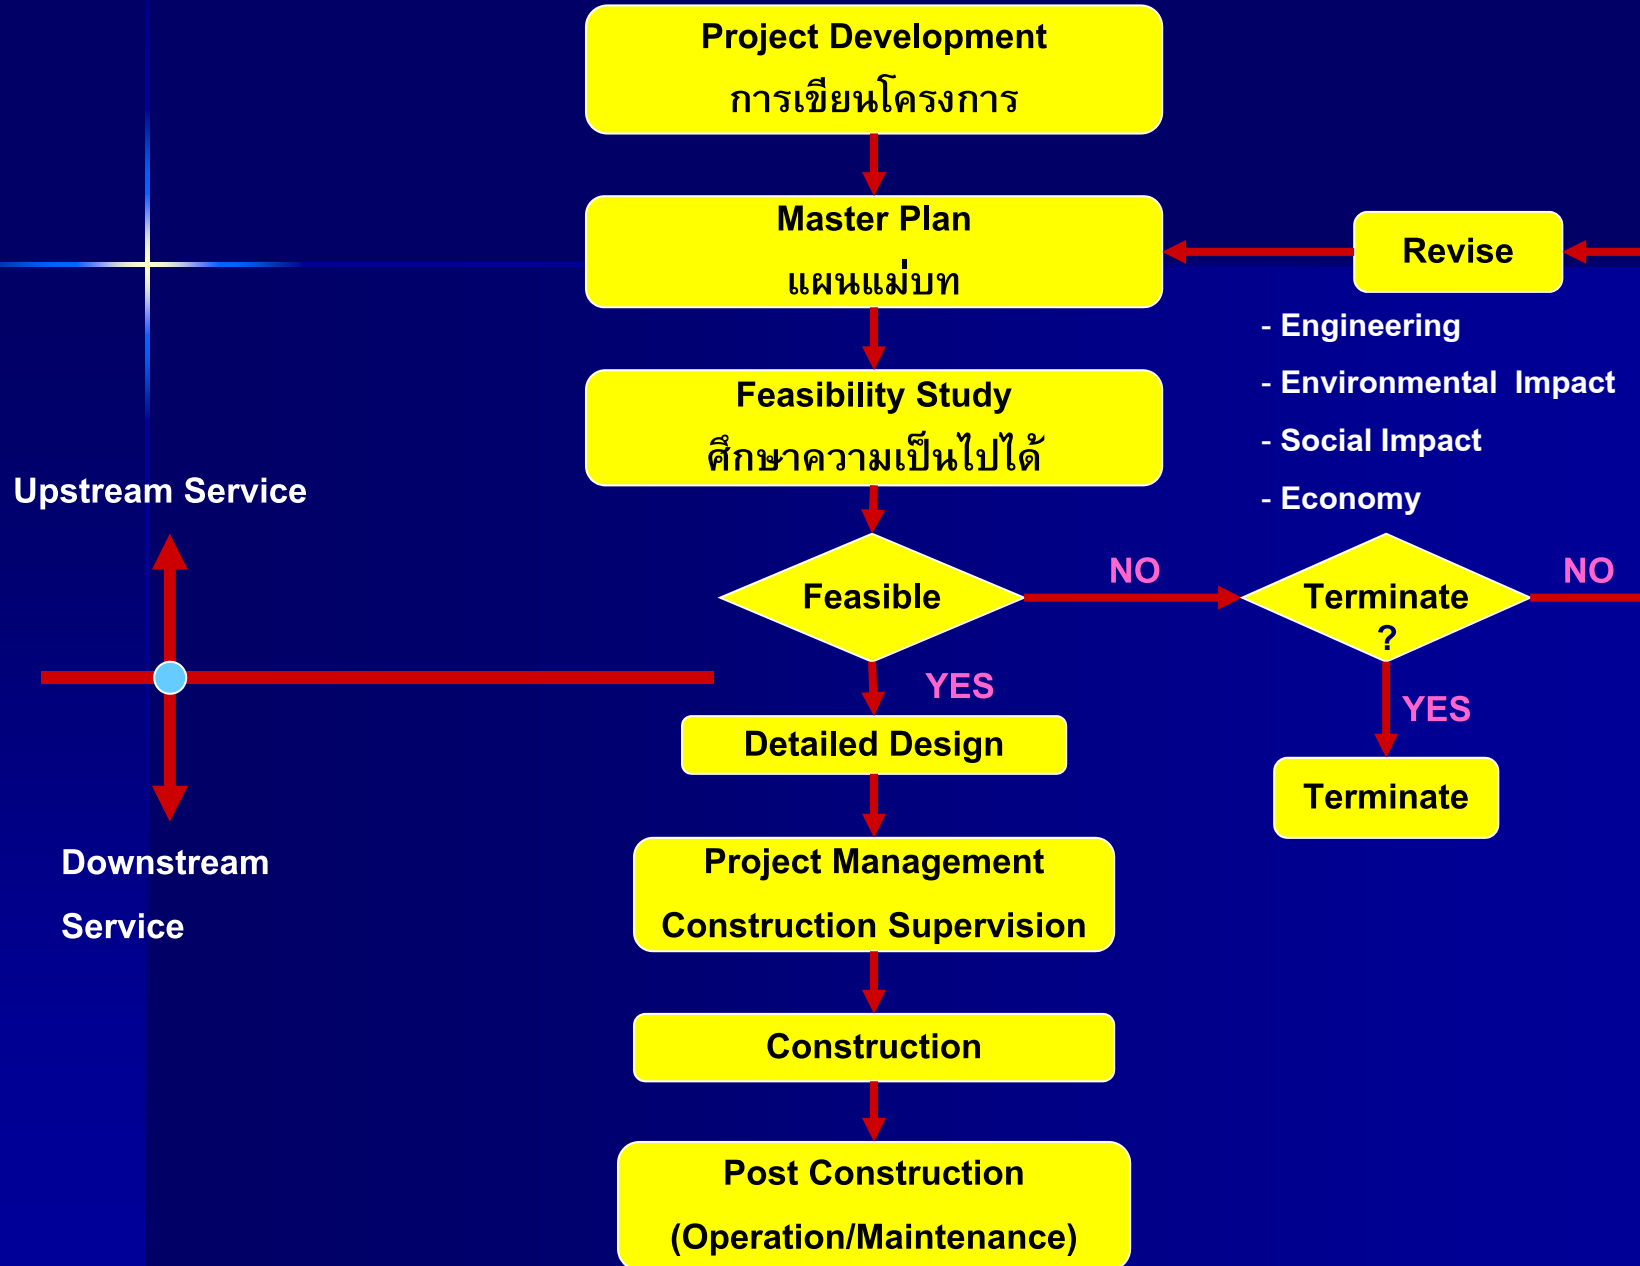 Project Development
การเขียนโครงการ
Master Plan
แผนแม่บท
Revise
- Engineering
- Environmental Impact
- Social Impact
- Economy
Feasibility Study
ศึกษาความเป็นไปได้
Upstream Service
Feasible
NO
Terminate
?
NO
YES
YES
Detailed Design
Terminate
Downstream
Service
Project Management
Construction Supervision
Construction
Post Construction
(Operation/Maintenance)